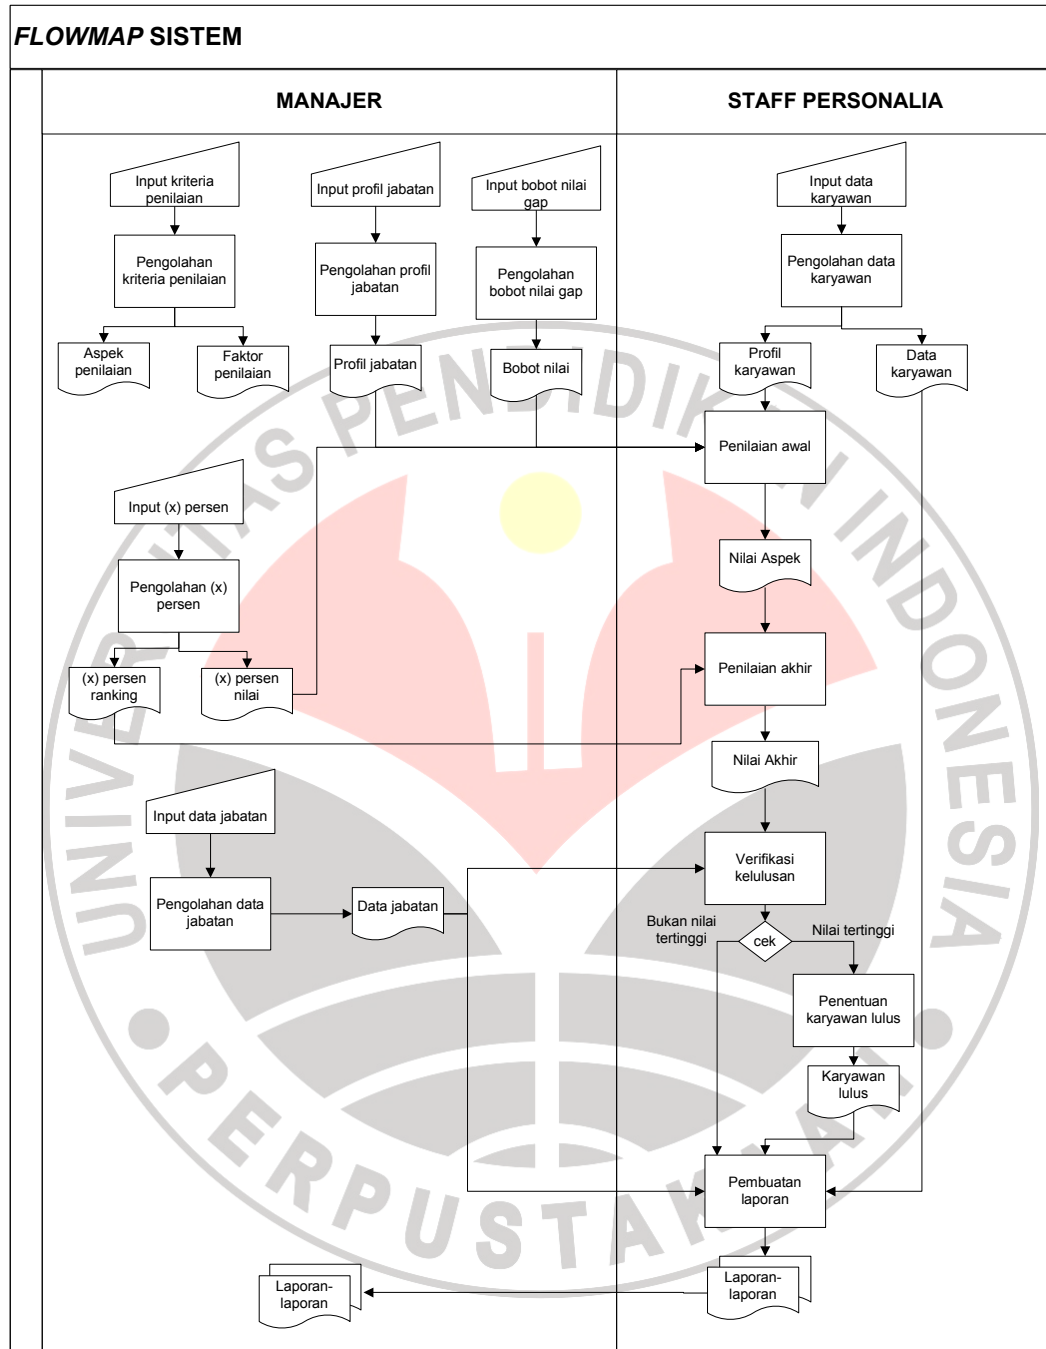 FLOWMAP SISTEM
MANAJER
STAFF PERSONALIA
Input kriteria
penilaian
Input profil jabatan
Input bobot nilai
gap
Input data
karyawan
Pengolahan
kriteria penilaian
Pengolahan profil
jabatan
Pengolahan
bobot nilai gap
Pengolahan data
karyawan
Aspek
penilaian
Faktor
penilaian
Profil jabatan
Bobot nilai
Profil
karyawan
Data
karyawan
Penilaian awal
Input (x) persen
Nilai Aspek
Pengolahan (x)
persen
(x) persen
ranking
(x) persen
nilai
Penilaian akhir
Nilai Akhir
Input data jabatan
Verifikasi
kelulusan
Pengolahan data
jabatan
Data jabatan
Bukan nilai
tertinggi
cek
Nilai tertinggi
Penentuan
karyawan lulus
Karyawan
lulus
Pembuatan
laporan
Laporan-
laporan
Laporan-
laporan
UNIVERSITAS PENDIDIKAN INDONESIA
PERPUSTAKAAN